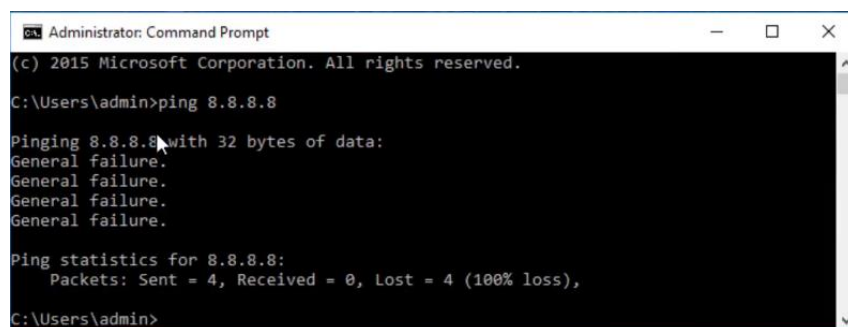 Administrator: Command Prompt
(c) 2015 Microsoft Corporation. All rights reserved.
C:\Users\admin>ping 8.8.8.8
Pinging 8.8.8.8 with 32 bytes of data:
General failure.
General failure.
General failure.
General failure.
Ping statistics for 8.8.8.8:
    Packets: Sent = 4, Received = 0, Lost = 4 (100% loss),
C:\Users\admin>